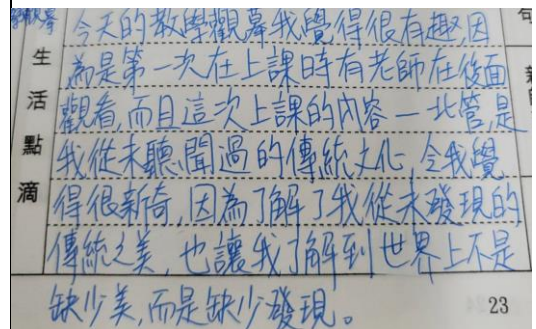 今天的教學觀摹我覺得很有趣,因
為是第一次在上課時有老師在後面
觀看,而且這次上課的內容—北管,是
我從未聽聞過的傳統文化,令我覺
得很新奇,因為了解了我從未發現的
傳統之美,也讓我了解到世界上不是
缺少美,而是缺少發現。
生活點滴
23